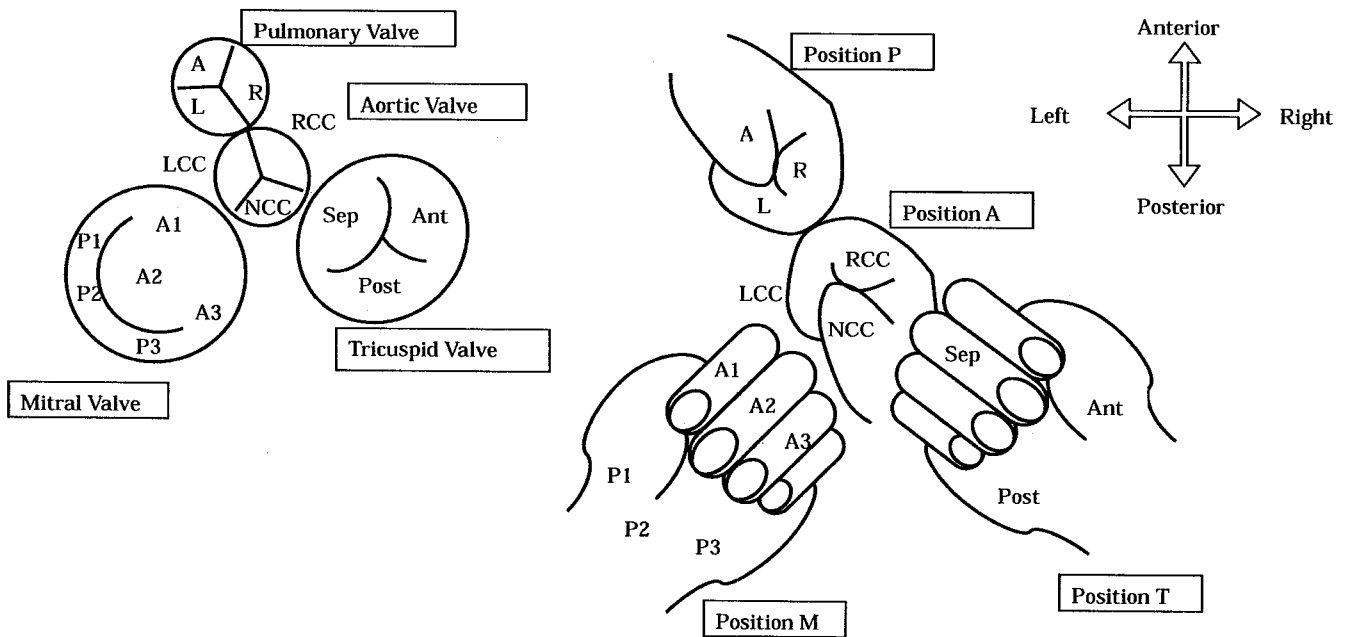 Pulmonary Valve
A
R
L
Aortic Valve
RCC
LCC
NCC
Sep
Ant
Post
Tricuspid Valve
A1
P1
A2
P2
A3
P3
Mitral Valve
Position P
A
R
L
Position A
RCC
LCC
NCC
Sep
Ant
Post
Position T
A1
A2
A3
P1
P2
P3
Position M
Anterior
Left
Right
Posterior